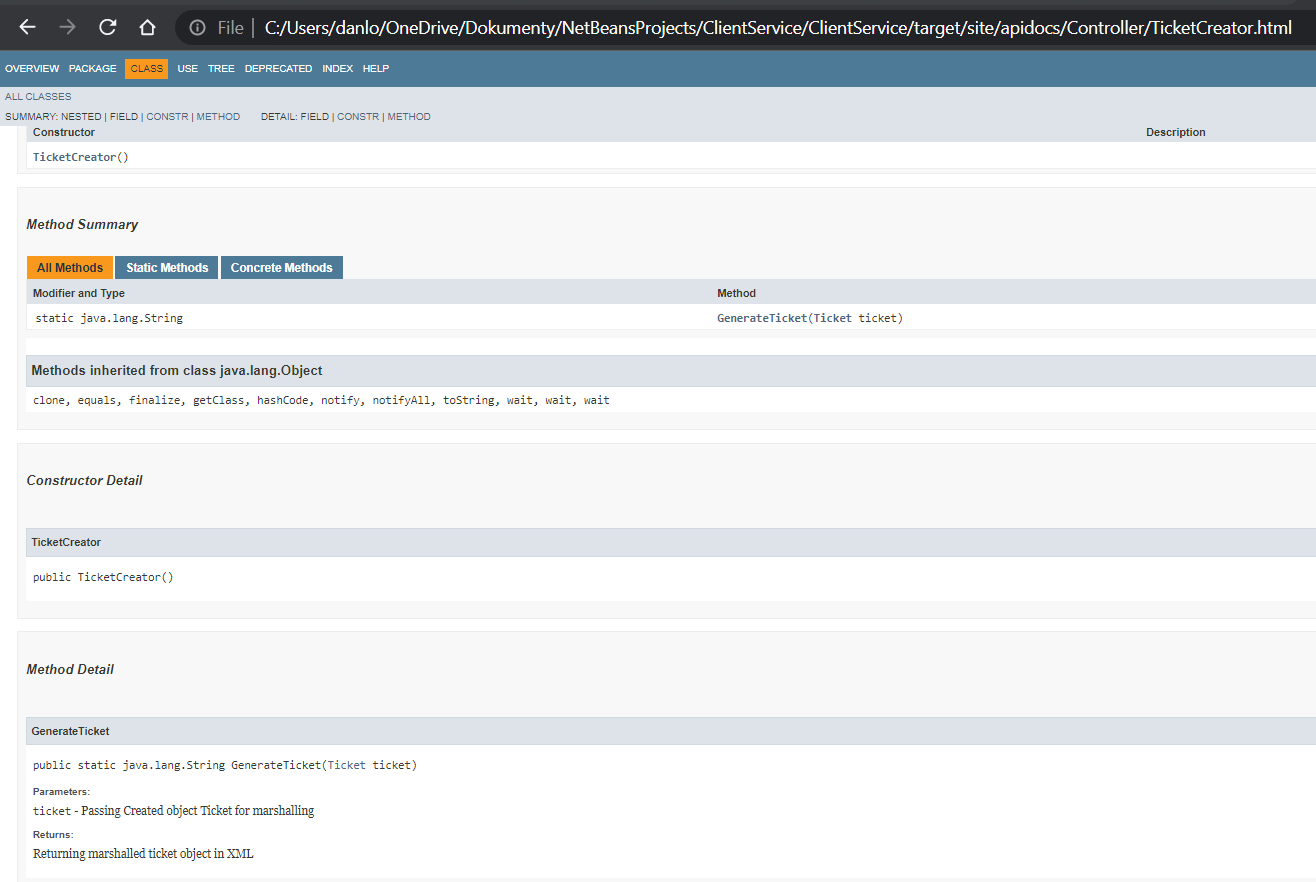 File | C:/Users/danlo/OneDrive/Dokumenty/NetBeansProjects/ClientService/ClientService/target/site/apidocs/Controller/TicketCreator.html
OVERVIEW PACKAGE CLASS USE TREE DEPRECATED INDEX HELP
ALL CLASSES
SUMMARY: NESTED | FIELD | CONSTR | METHOD DETAIL: FIELD | CONSTR | METHOD
Constructor Description
TicketCreator()
Method Summary
All Methods Static Methods Concrete Methods
Modifier and Type Method
static java.lang.String GenerateTicket(Ticket ticket)
Methods inherited from class java.lang.Object
clone, equals, finalize, getClass, hashCode, notify, notifyAll, toString, wait, wait, wait
Constructor Detail
TicketCreator
public TicketCreator()
Method Detail
GenerateTicket
public static java.lang.String GenerateTicket(Ticket ticket)
Parameters:
ticket - Passing Created object Ticket for marshalling
Returns:
Returning marshalled ticket object in XML